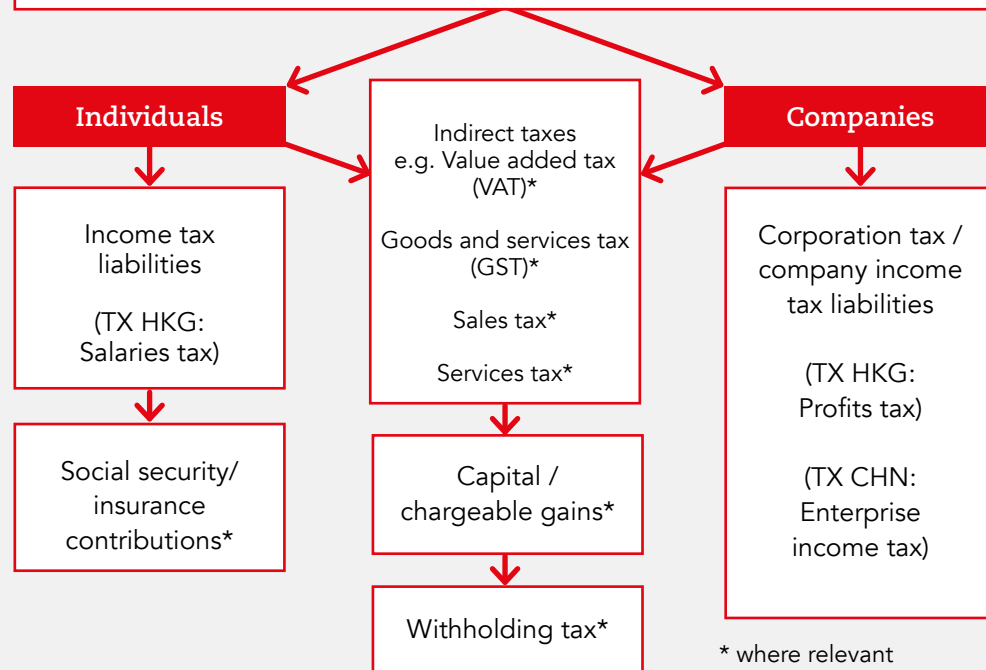 Individuals
Income tax
liabilities
(TX HKG:
Salaries tax)
Social security/
insurance
contributions*
Indirect taxes
e.g. Value added tax
(VAT)*
Goods and services tax
(GST)*
Sales tax*
Services tax*
Capital /
chargeable gains*
Withholding tax*
Companies
Corporation tax /
company income
tax liabilities
(TX HKG:
Profits tax)
(TX CHN:
Enterprise
income tax)
* where relevant